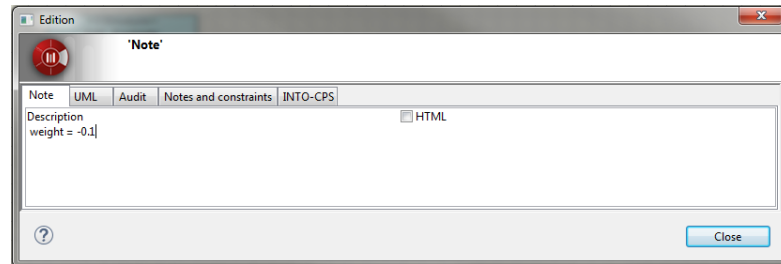 Edition
'Note'
Note UML Audit Notes and constraints INTO-CPS
Description HTML
weight = -0.1
Close